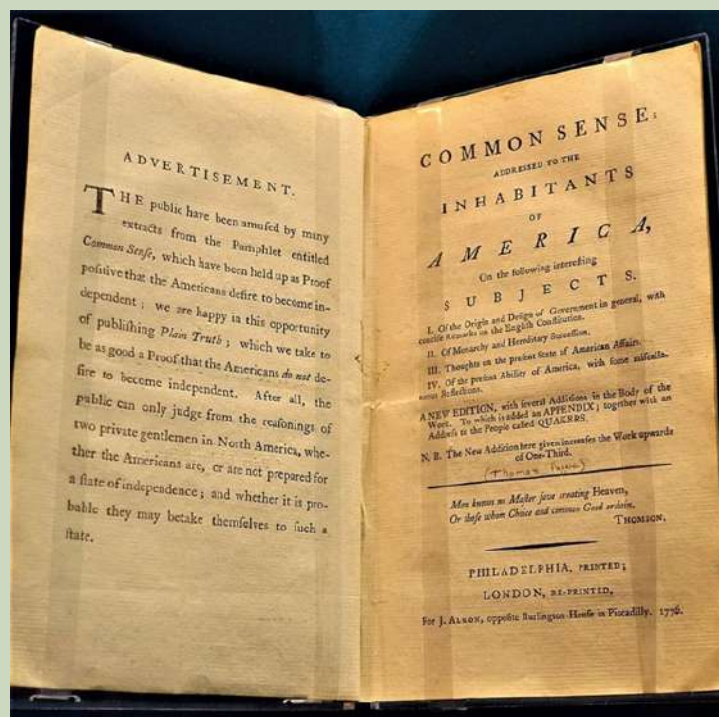 ADVERTISEMENT.
THE public have been amuſed by many
extracts from the Pamphlet entitled
Common Senſe, which have been held up as Proof
poſitive that the Americans deſire to become in-
dependent; we are happy in this opportunity
of publiſhing Plain Truth; which we take to
be as good a Proof that the Americans do not de-
ſire to become independent. After all, the
public can only judge from the reaſonings of
two private gentlemen in North America, whe-
ther the Americans are, or are not prepared for
a ſtate of independence; and whether it is pro-
bable they may betake themſelves to ſuch a
ſtate.
COMMON SENSE:
ADDRESSED TO THE
INHABITANTS
OF
AMERICA,
On the following intereſting
SUBJECTS.
I. Of the Origin and Deſign of Government in general, with
conciſe Remarks on the Engliſh Conſtitution.
II. Of Monarchy and Hereditary Succeſſion.
III. Thoughts on the preſent State of American Affairs.
IV. Of the preſent Ability of America, with ſome miſcella-
neous Reflections.
A NEW EDITION, with ſeveral Additions in the Body of the
Work. To which is added an APPENDIX; together with an
Addreſs to the People called QUAKERS.
N. B. The New Addition here given increaſes the Work upwards
of One-Third.
(Thomas Paine)
Man knows no Maſter ſave creating Heaven,
Or thoſe whom Choice and common Good ordain.
THOMSON.
PHILADELPHIA, PRINTED;
LONDON, RE-PRINTED,
For J. ALMON, oppoſite Burlington-Houſe in Piccadilly. 1776.